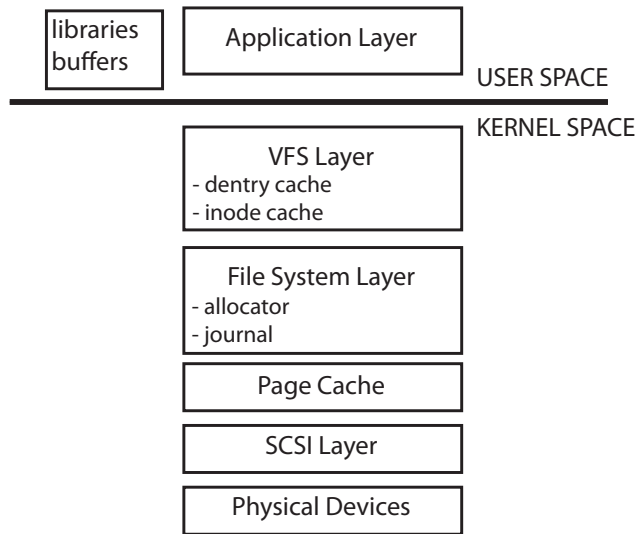 libraries
buffers
Application Layer
USER SPACE
KERNEL SPACE
VFS Layer
- dentry cache
- inode cache
File System Layer
- allocator
- journal
Page Cache
SCSI Layer
Physical Devices